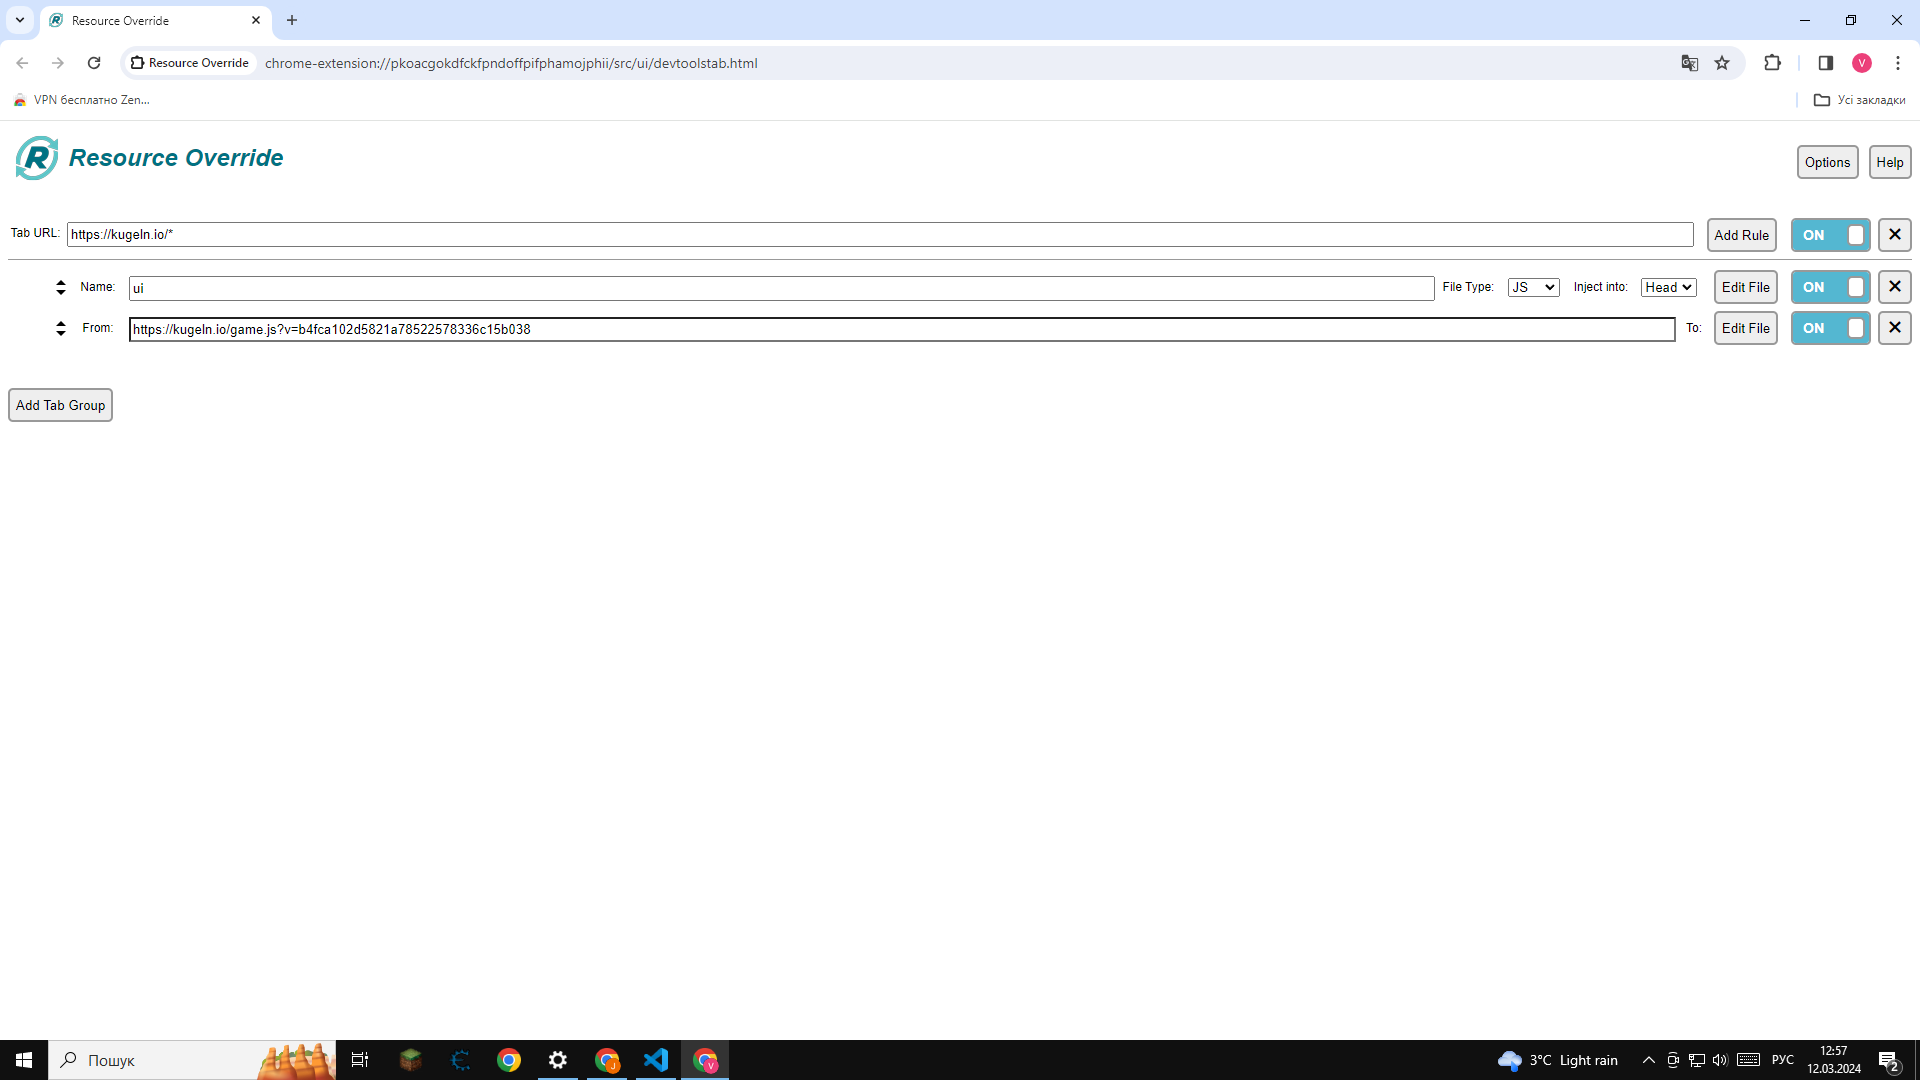 Resource Override
Resource Override
chrome-extension://pkoacgokdfckfpndoffpifphamojphii/src/ui/devtoolstab.html
V
VPN бесплатно Zen...
Усі закладки
R
Resource Override
Options
Help
Tab URL:
https://kugeln.io/*
Add Rule
ON
Name:
ui
File Type:
JS
Inject into:
Head
Edit File
ON
From:
https://kugeln.io/game.js?v=b4fca102d5821a78522578336c15b038
To:
Edit File
ON
Add Tab Group
Пошук
J
V
3°C Light rain
РУС
12:57
12.03.2024
2